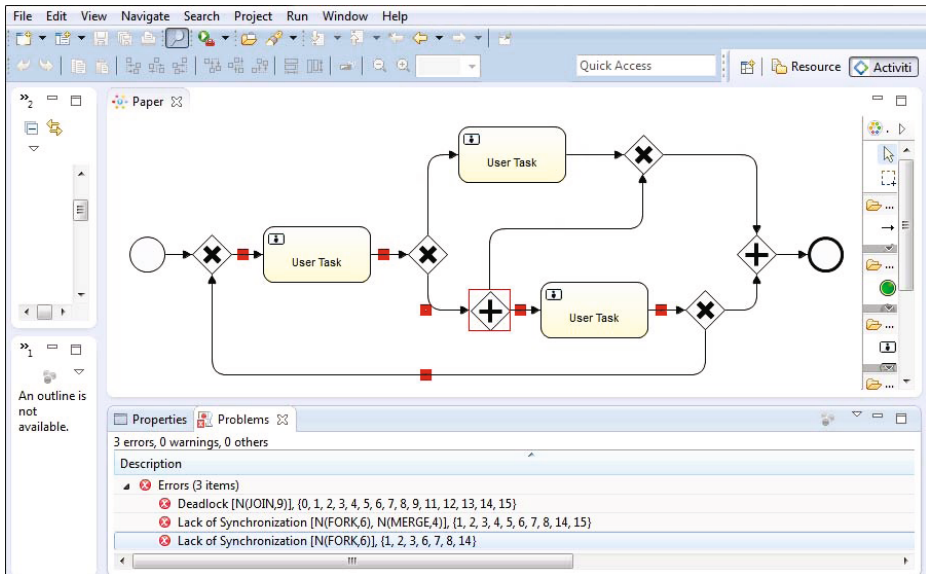 File Edit View Navigate Search Project Run Window Help
Quick Access
Resource
Activiti
»2
Paper
User Task
User Task
User Task
...
...
...
...
»1
An outline is
not
available.
Properties
Problems
3 errors, 0 warnings, 0 others
Description
Errors (3 items)
Deadlock [N(JOIN,9)], {0, 1, 2, 3, 4, 5, 6, 7, 8, 9, 11, 12, 13, 14, 15}
Lack of Synchronization [N(FORK,6), N(MERGE,4)], {1, 2, 3, 4, 5, 6, 7, 8, 14, 15}
Lack of Synchronization [N(FORK,6)], {1, 2, 3, 6, 7, 8, 14}